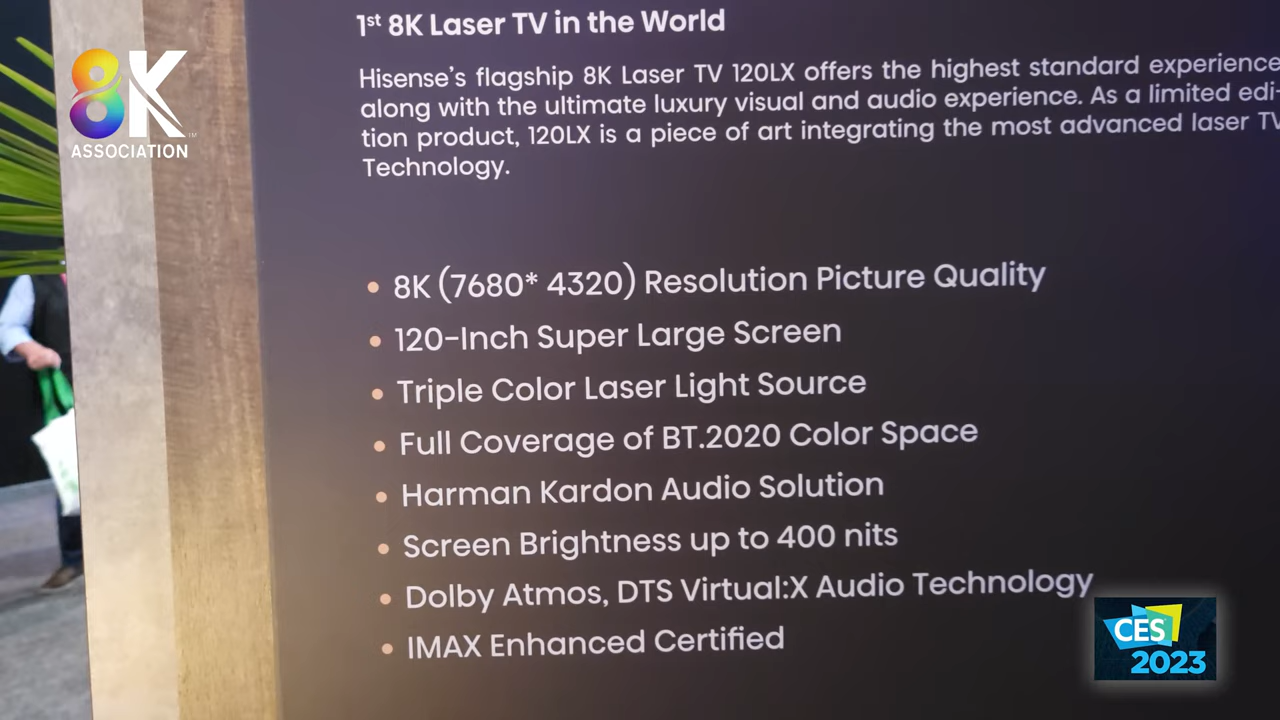 1st 8K Laser TV in the World
8K
ASSOCIATION
Hisense's flagship 8K Laser TV 120LX offers the highest standard experience
along with the ultimate luxury visual and audio experience. As a limited edi-
tion product, 120LX is a piece of art integrating the most advanced laser TV
Technology.
• 8K (7680* 4320) Resolution Picture Quality
• 120-Inch Super Large Screen
• Triple Color Laser Light Source
• Full Coverage of BT.2020 Color Space
• Harman Kardon Audio Solution
• Screen Brightness up to 400 nits
• Dolby Atmos, DTS Virtual:X Audio Technology
• IMAX Enhanced Certified
CES
2023